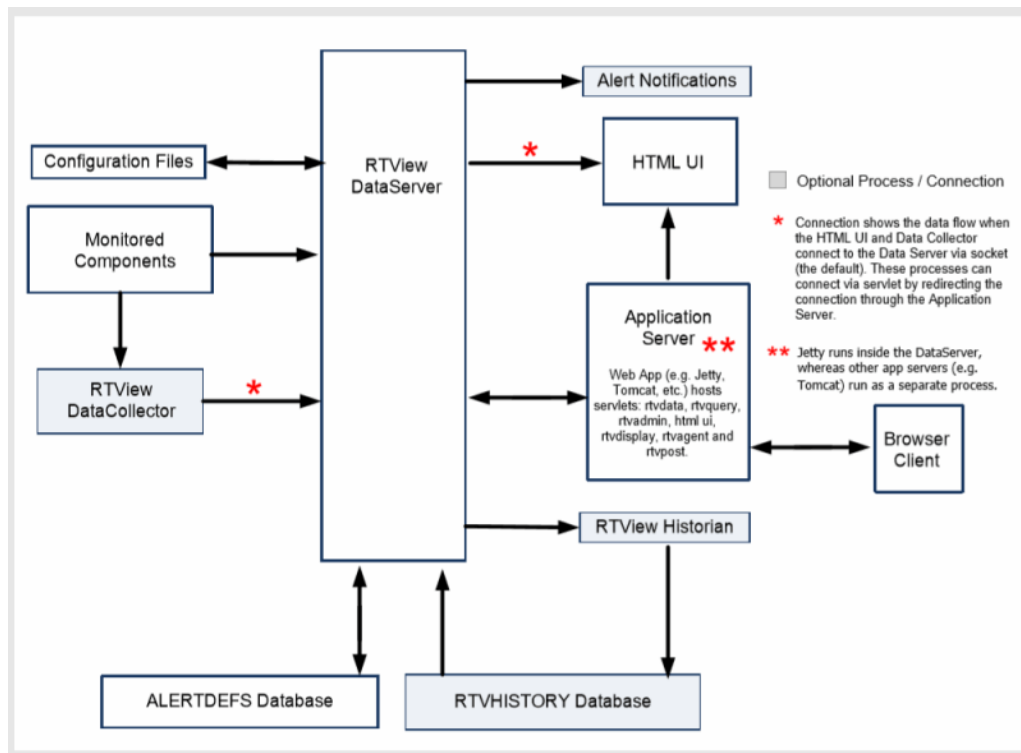 Alert Notifications
RTView
DataServer
*
HTML UI
Configuration Files
Optional Process / Connection
Monitored
Components
* Connection shows the data flow when
the HTML UI and Data Collector
connect to the Data Server via socket
(the default). These processes can
connect via servlet by redirecting the
connection through the Application
Server.
Application
Server **
Web App (e.g. Jetty,
Tomcat, etc.) hosts
servlets: rtvdata, rtvquery,
rtvadmin, html ui,
rtvdisplay, rtvagent and
rtvpost.
** Jetty runs inside the DataServer,
whereas other app servers (e.g.
Tomcat) run as a separate process.
RTView
DataCollector
*
Browser
Client
RTView Historian
ALERTDEFS Database
RTVHISTORY Database